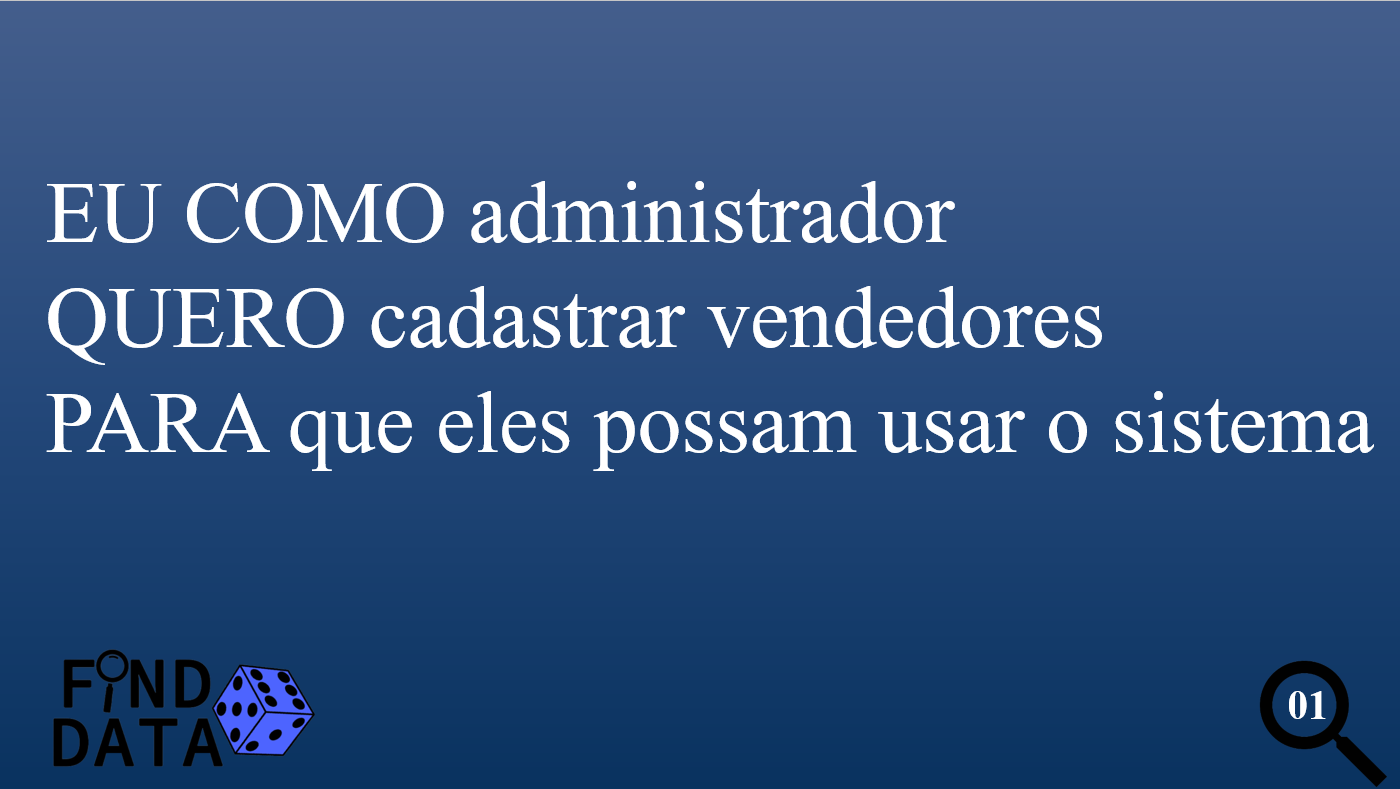 EU COMO administrador
QUERO cadastrar vendedores
PARA que eles possam usar o sistema
FIND
DATA
01